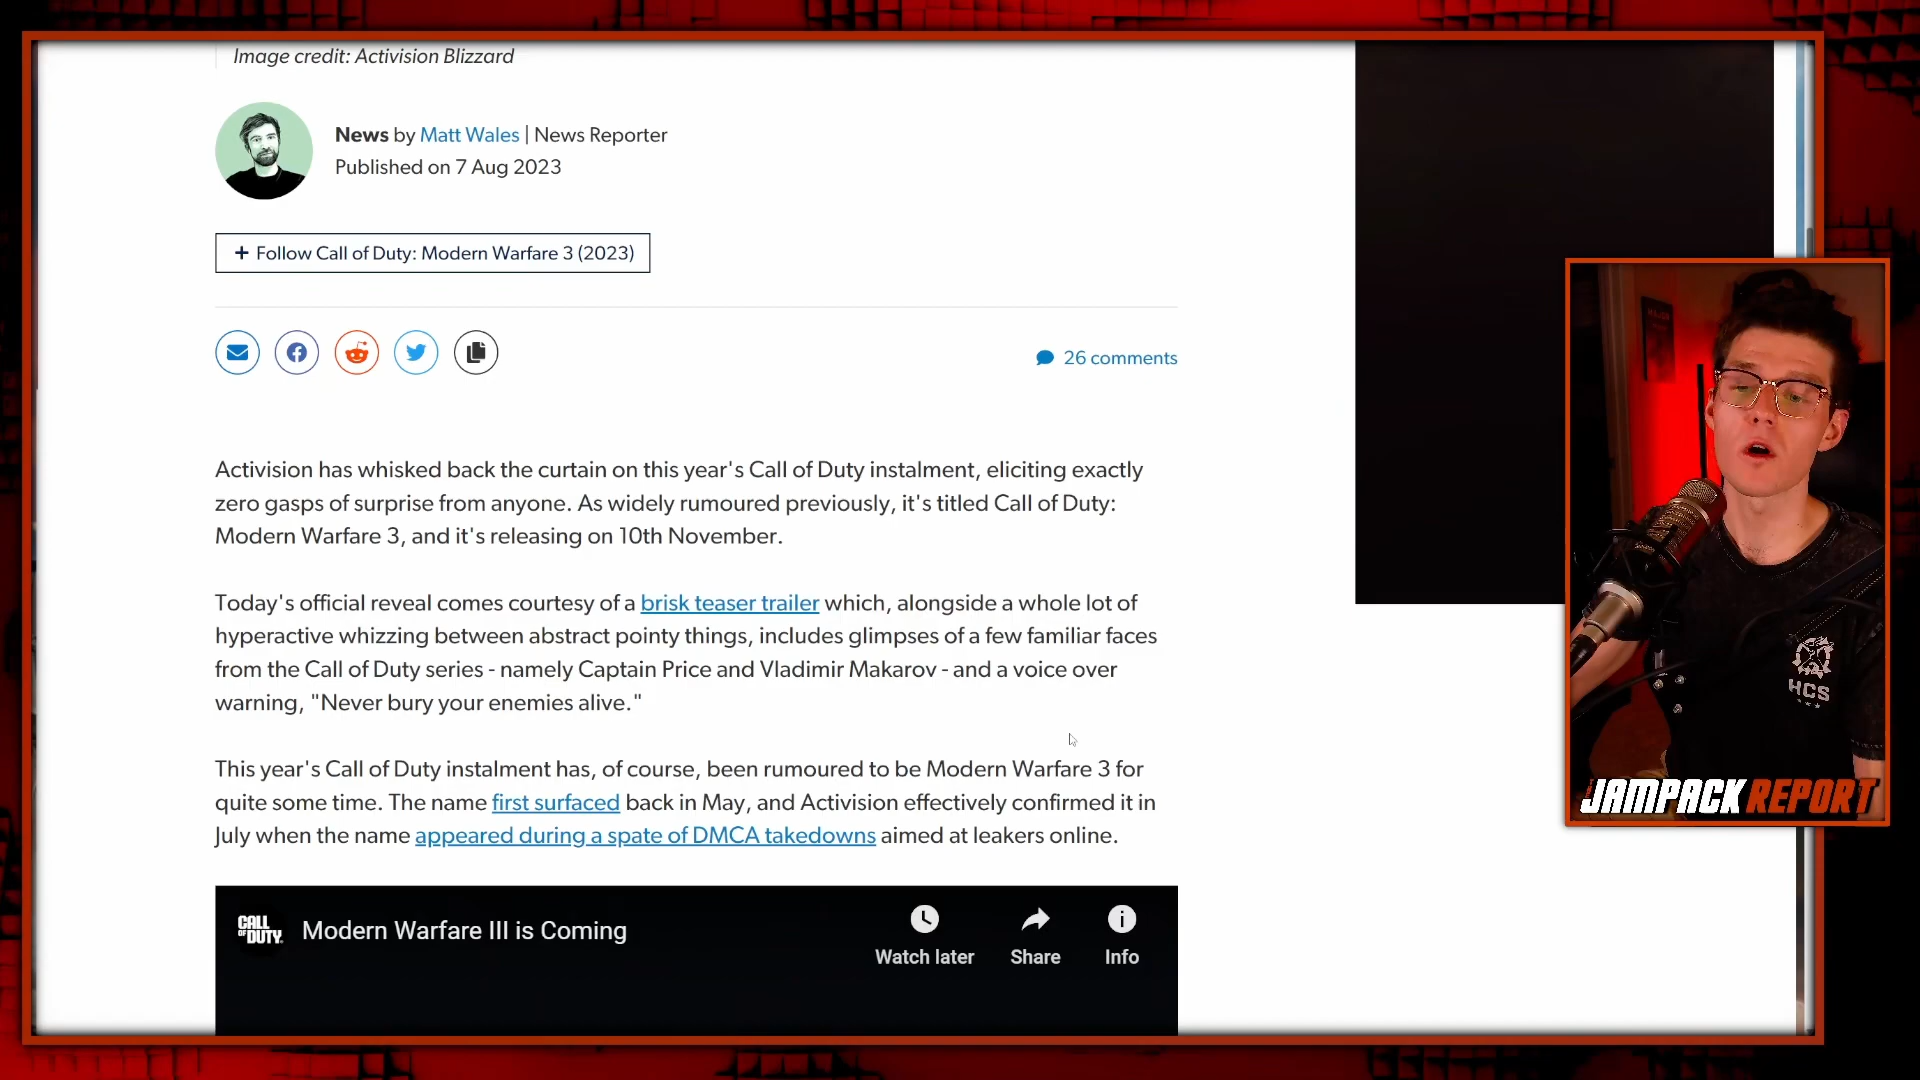 Image credit: Activision Blizzard
News by Matt Wales | News Reporter
Published on 7 Aug 2023
+ Follow Call of Duty: Modern Warfare 3 (2023)
26 comments
Activision has whisked back the curtain on this year's Call of Duty instalment, eliciting exactly
zero gasps of surprise from anyone. As widely rumoured previously, it's titled Call of Duty:
Modern Warfare 3, and it's releasing on 10th November.
Today's official reveal comes courtesy of a brisk teaser trailer which, alongside a whole lot of
hyperactive whizzing between abstract pointy things, includes glimpses of a few familiar faces
from the Call of Duty series - namely Captain Price and Vladimir Makarov - and a voice over
warning, "Never bury your enemies alive."
This year's Call of Duty instalment has, of course, been rumoured to be Modern Warfare 3 for
quite some time. The name first surfaced back in May, and Activision effectively confirmed it in
July when the name appeared during a spate of DMCA takedowns aimed at leakers online.
CALL
OF DUTY
Modern Warfare III is Coming
Watch later
Share
Info
HCS
JAMPACK REPORT